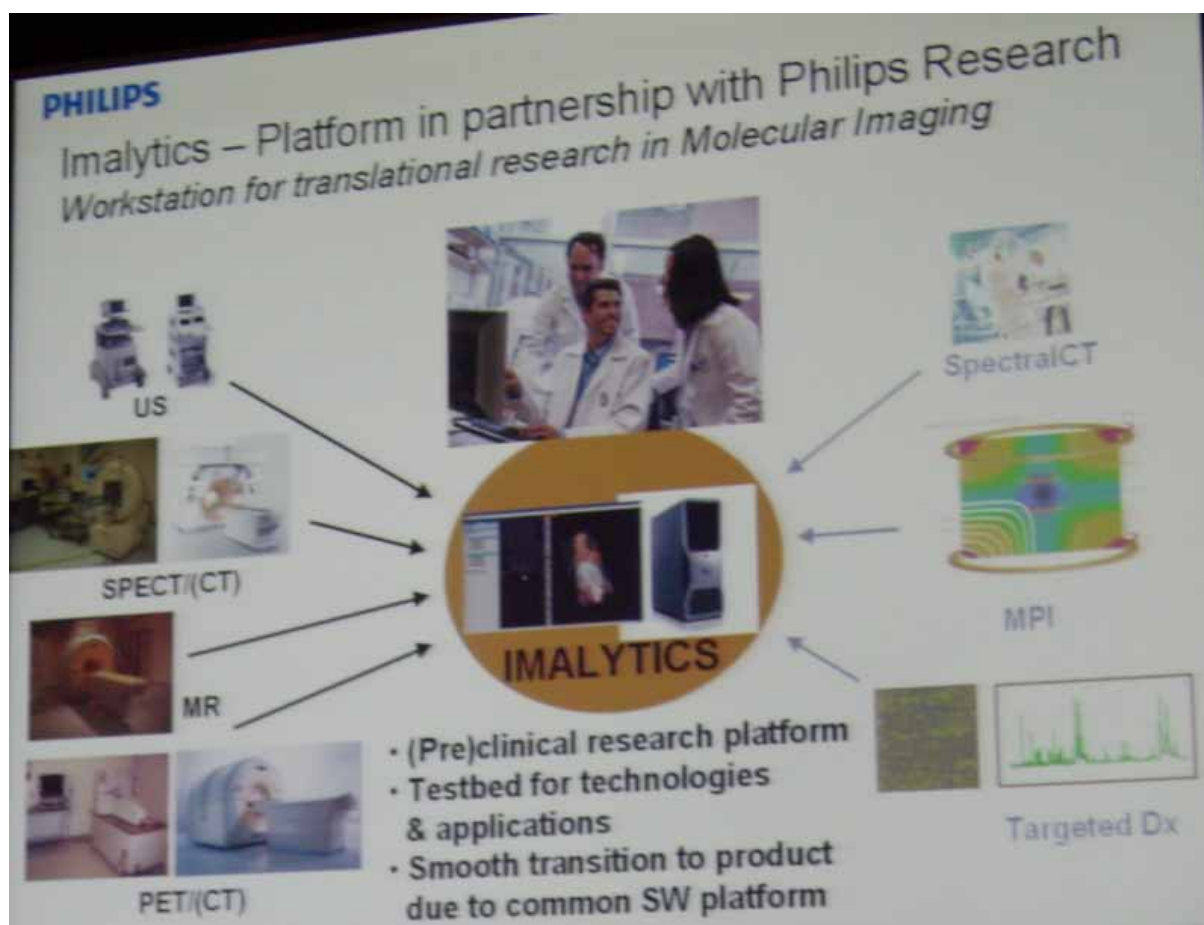 PHILIPS
Imalytics – Platform in partnership with Philips Research
Workstation for translational research in Molecular Imaging
US
SPECT/(CT)
MR
PET/(CT)
IMALYTICS
· (Pre)clinical research platform
· Testbed for technologies
& applications
· Smooth transition to product
due to common SW platform
SpectralCT
MPI
Targeted Dx